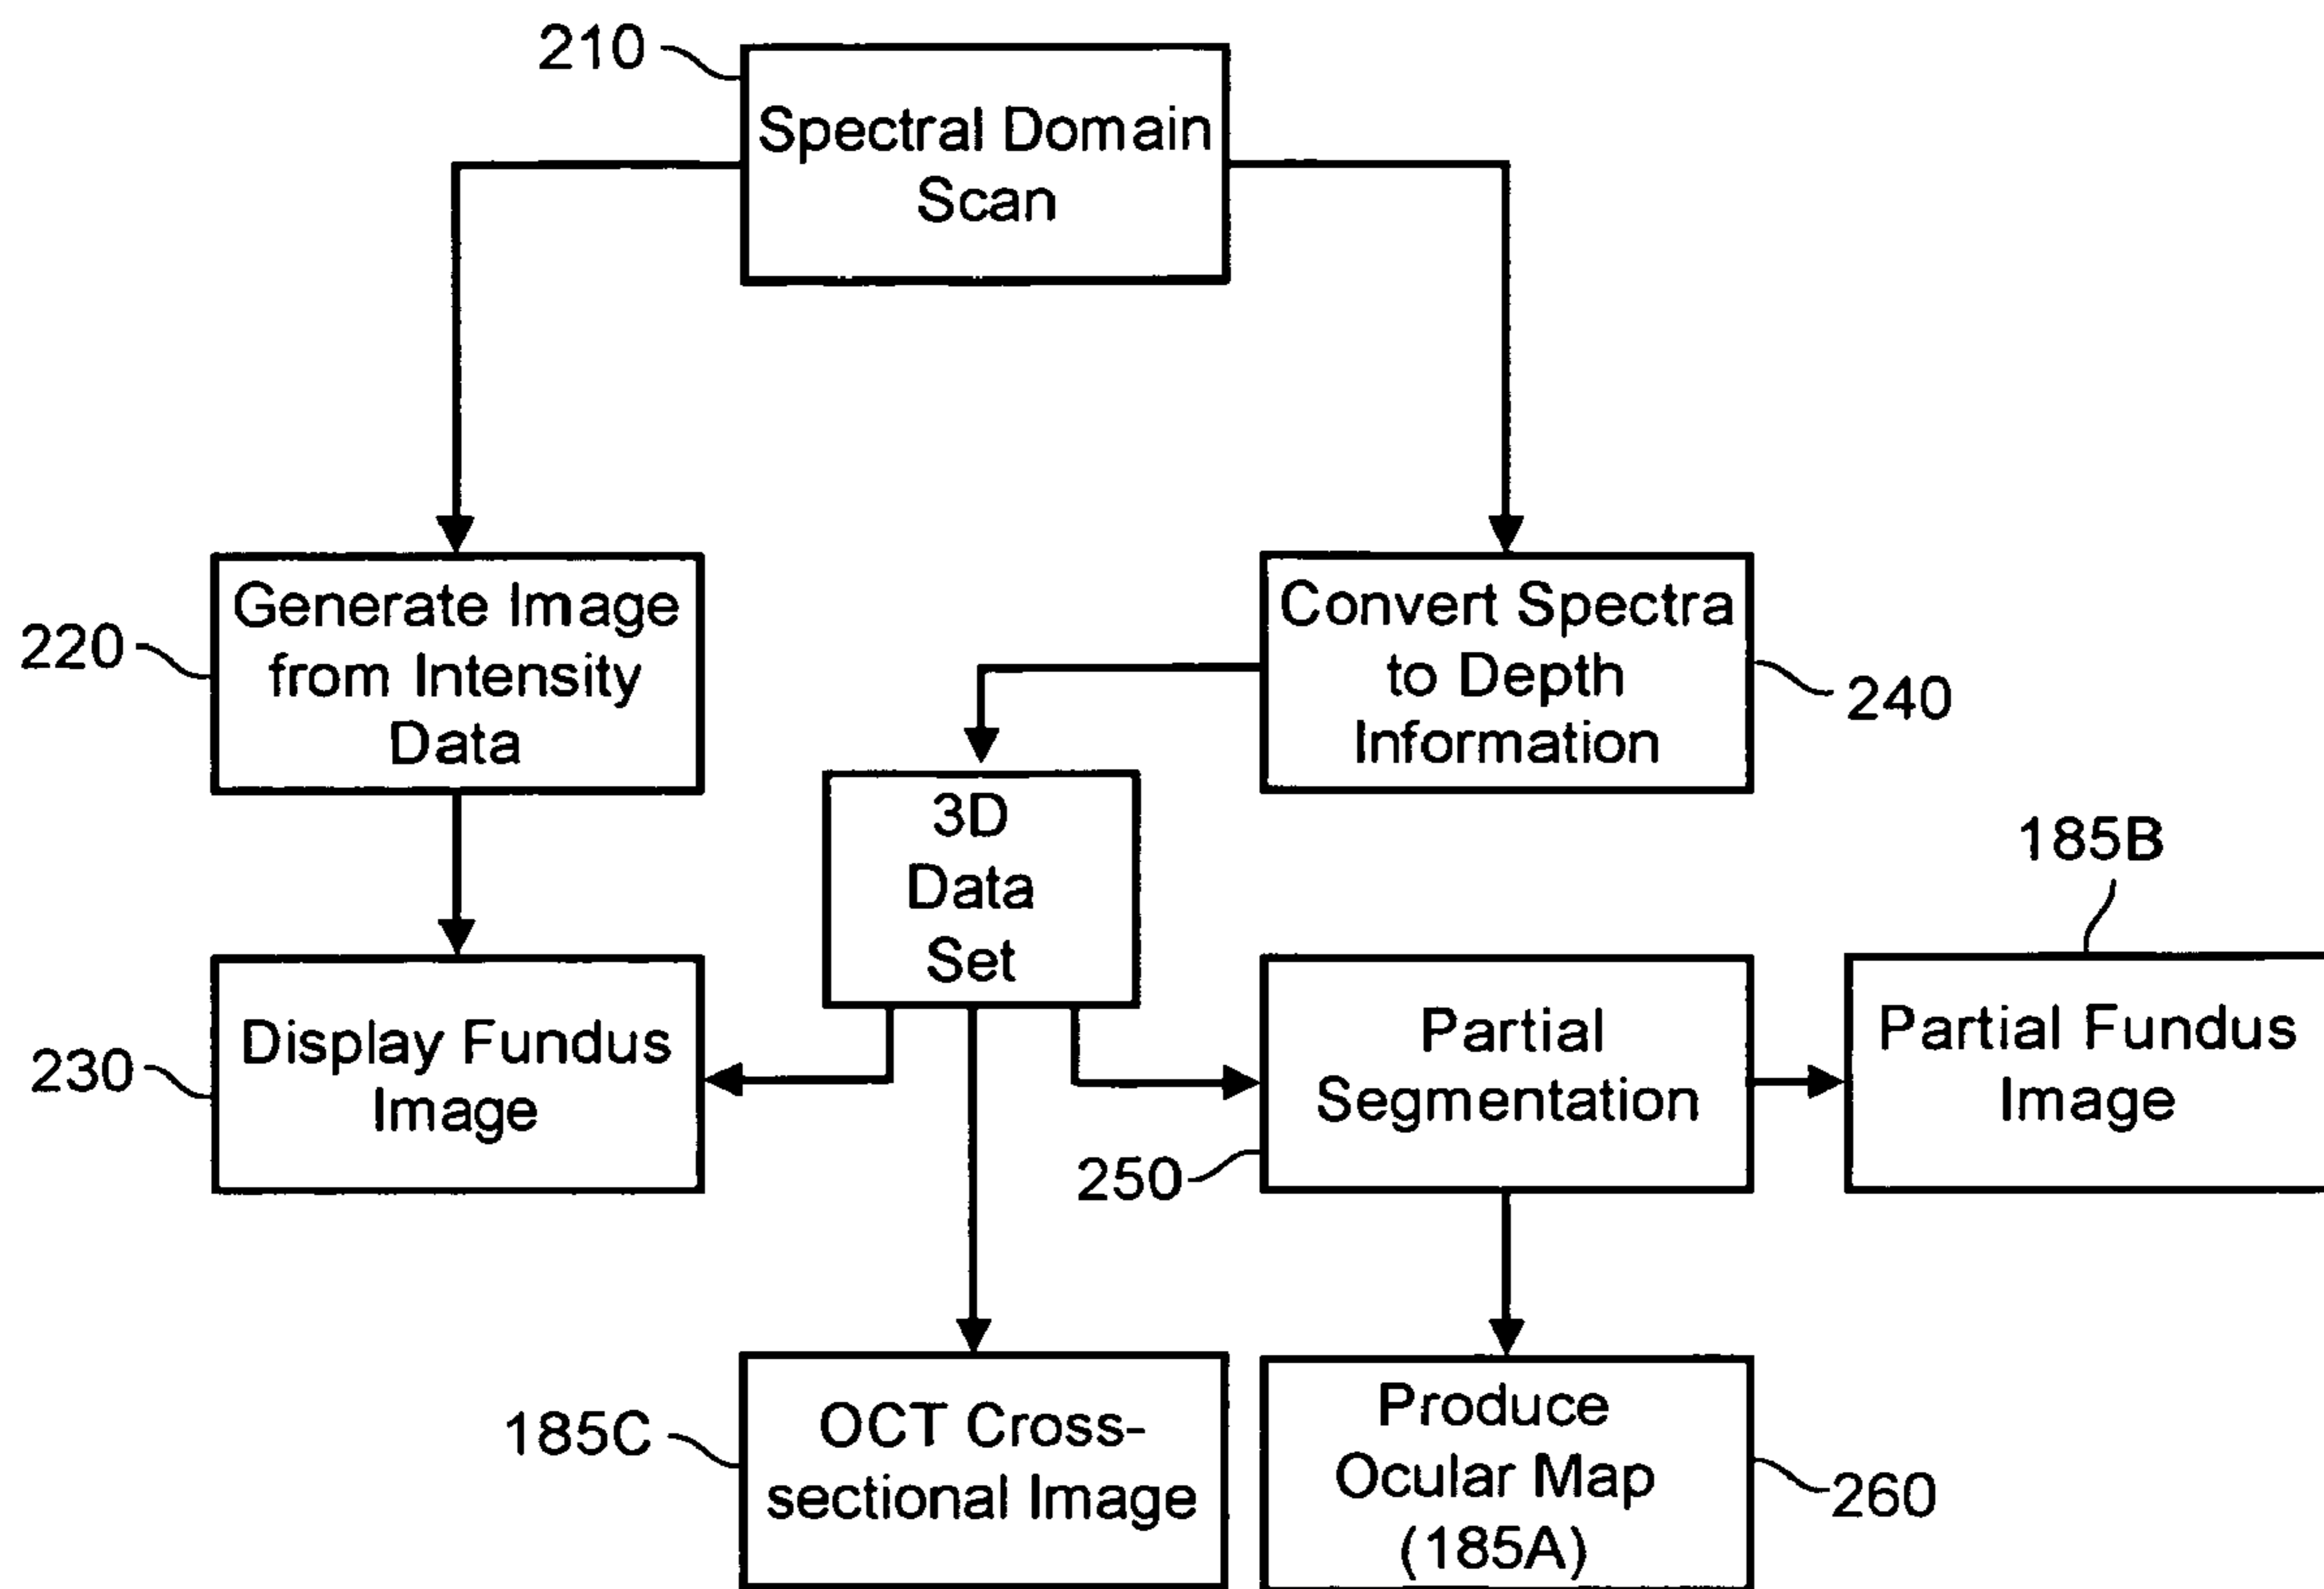 210
Spectral Domain
Scan
220
Generate Image
from Intensity
Data
Convert Spectra
to Depth
Information
240
3D
Data
Set
185B
230
Display Fundus
Image
Partial
Segmentation
250
Partial Fundus
Image
185C
OCT Cross-
sectional Image
Produce
Ocular Map
(185A)
260